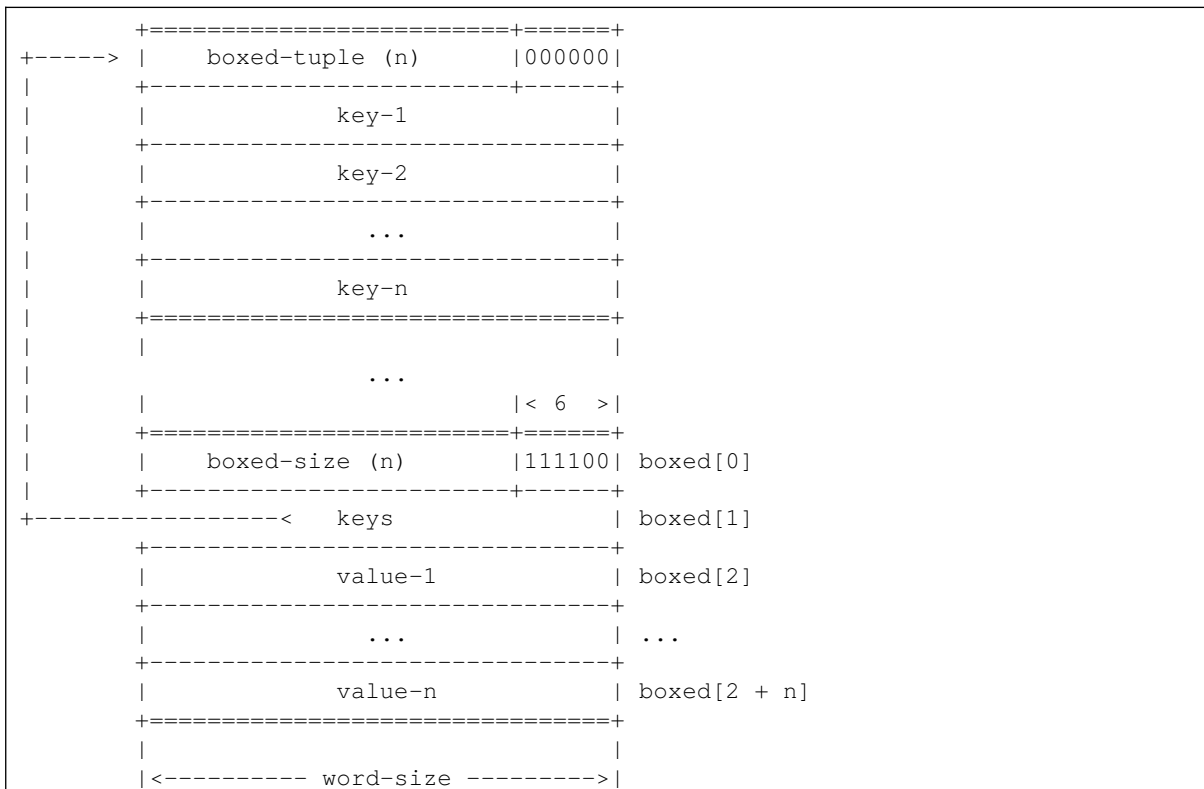 +=========================+======+
+-----> |    boxed-tuple (n)      |000000|
|       +-------------------------+------+
|       |             key-1              |
|       +--------------------------------+
|       |             key-2              |
|       +--------------------------------+
|       |               ...              |
|       +--------------------------------+
|       |             key-n              |
|       +================================+
|       |                                |
|                       ...
|       |                         |< 6  >|
|       +=========================+======+
|       |    boxed-size (n)       |111100| boxed[0]
|       +-------------------------+------+
+-----------------<   keys               | boxed[1]
        +--------------------------------+
        |             value-1            | boxed[2]
        +--------------------------------+
        |               ...              | ...
        +--------------------------------+
        |             value-n            | boxed[2 + n]
        +================================+
        |                                |
        |<---------- word-size --------->|